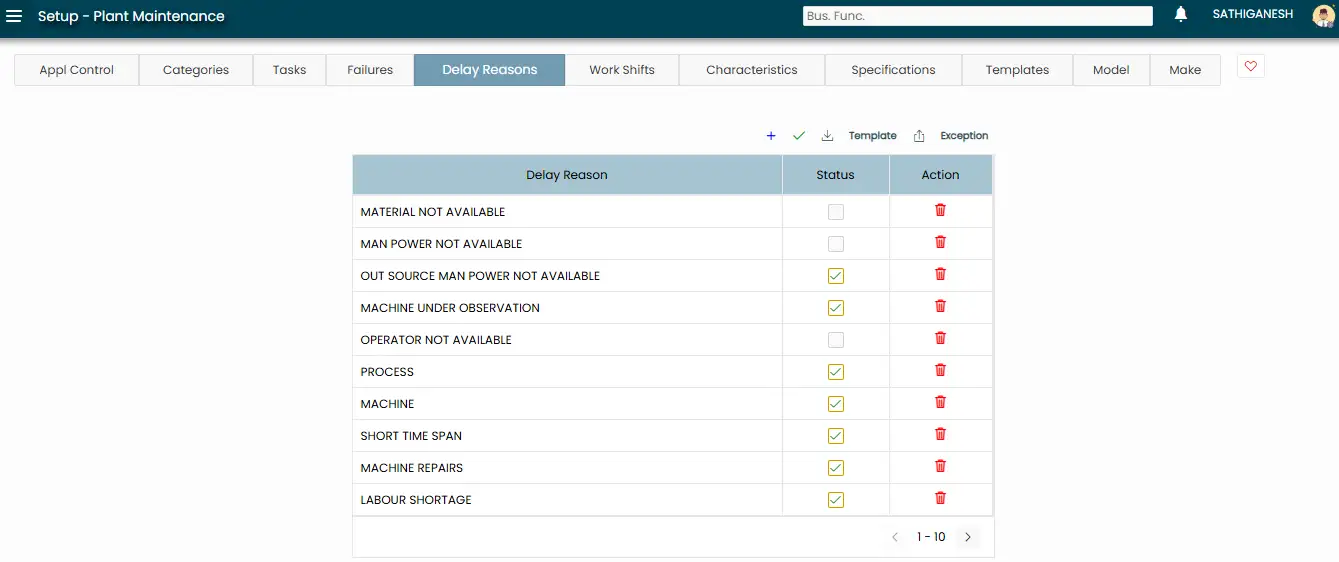 Setup - Plant Maintenance
Bus. Func.
SATHIGANESH
Appl Control Categories Tasks Failures Delay Reasons Work Shifts Characteristics Specifications Templates Model Make
+ Template Exception
Delay Reason Status Action
MATERIAL NOT AVAILABLE
MAN POWER NOT AVAILABLE
OUT SOURCE MAN POWER NOT AVAILABLE
MACHINE UNDER OBSERVATION
OPERATOR NOT AVAILABLE
PROCESS
MACHINE
SHORT TIME SPAN
MACHINE REPAIRS
LABOUR SHORTAGE
1 - 10